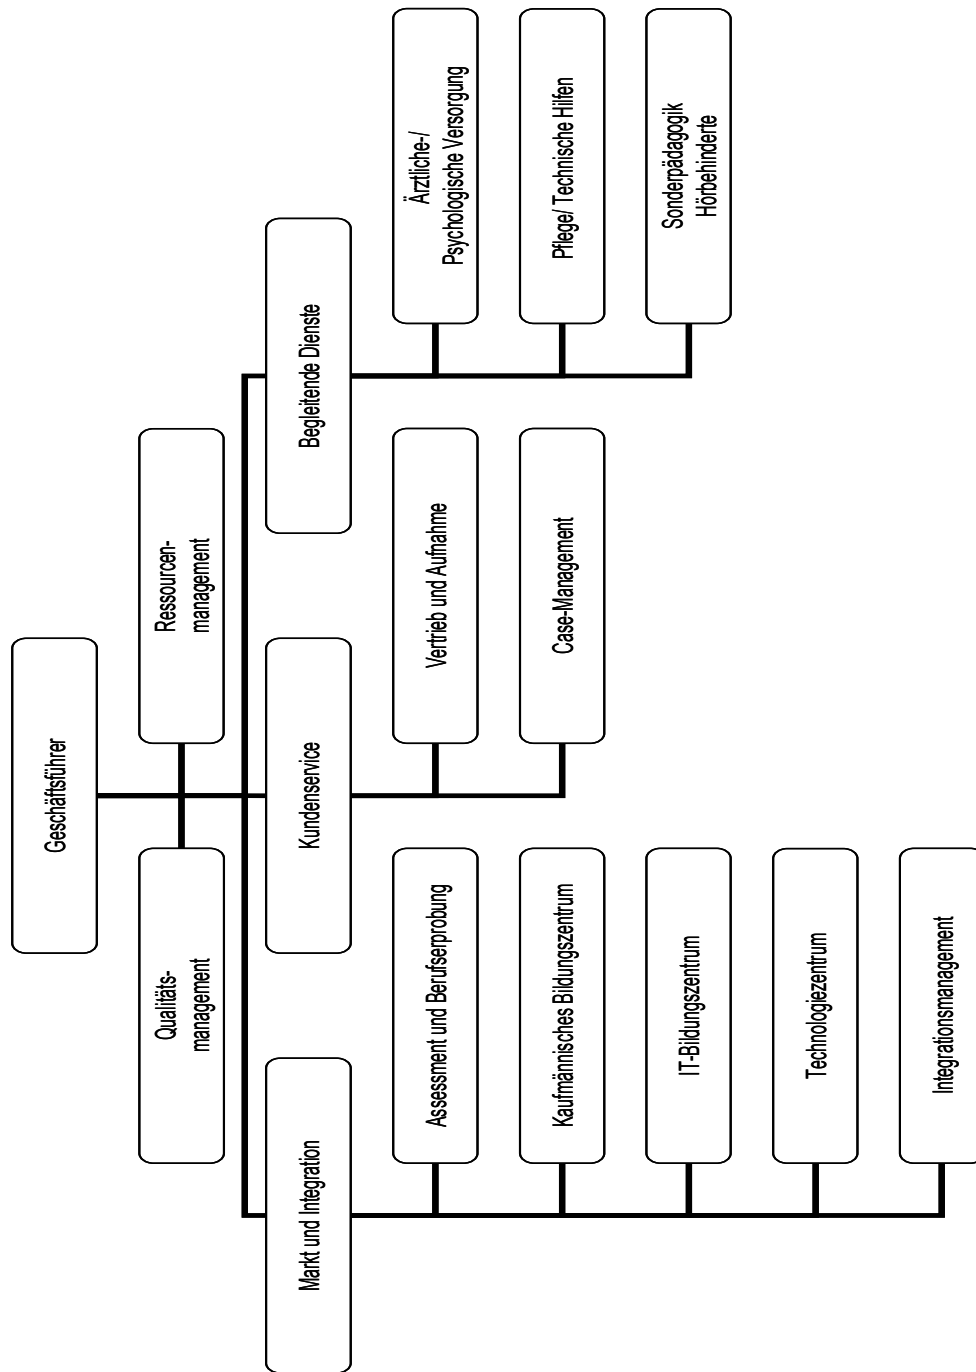 Geschäftsführer
Qualitäts-
management
Ressourcen-
management
Markt und Integration
Kundenservice
Begleitende Dienste
Assessment und Berufserprobung
Kaufmännisches Bildungszentrum
IT-Bildungszentrum
Technologiezentrum
Integrationsmanagement
Vertrieb und Aufnahme
Case-Management
Ärztliche-/
Psychologische Versorgung
Pflege/ Technische Hilfen
Sonderpädagogik
Hörbehinderte